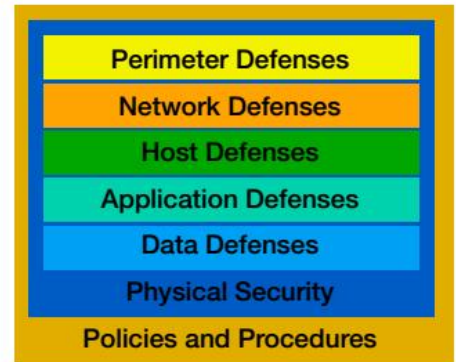 Perimeter Defenses
Network Defenses
Host Defenses
Application Defenses
Data Defenses
Physical Security
Policies and Procedures